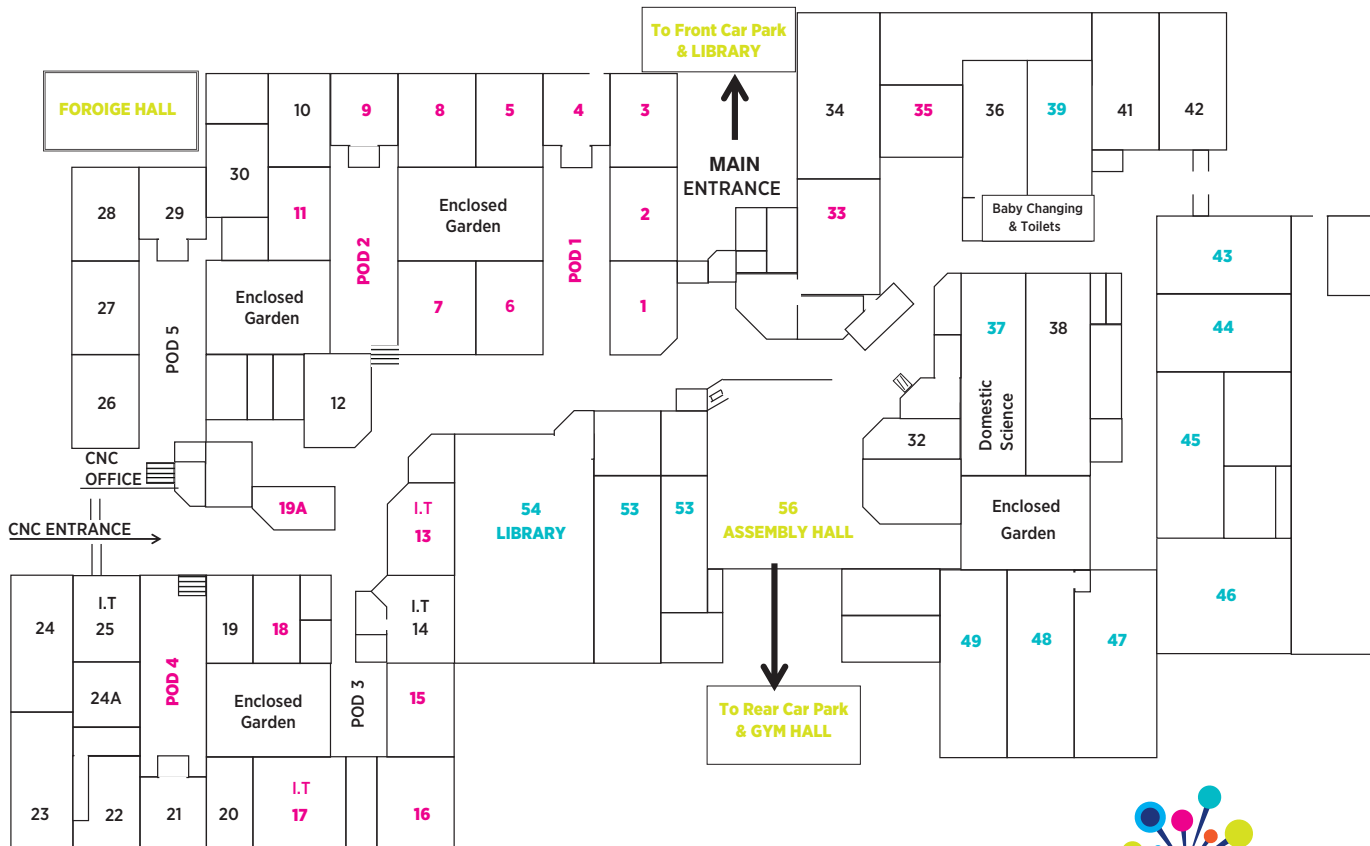 To Front Car Park
& LIBRARY
FOROIGE HALL
10
9
8
5
4
3
34
35
36
39
41
42
MAIN
ENTRANCE
30
28
29
11
Enclosed
Garden
2
33
Baby Changing
& Toilets
POD 2
POD 1
43
27
Enclosed
Garden
7
6
1
37
38
44
POD 5
26
12
32
Domestic
Science
45
CNC
OFFICE
19A
I.T
13
54
LIBRARY
53
53
56
ASSEMBLY HALL
Enclosed
Garden
CNC ENTRANCE
24
I.T
25
19
18
I.T
14
46
49
48
47
24A
POD 4
Enclosed
Garden
POD 3
15
To Rear Car Park
& GYM HALL
23
22
21
20
I.T
17
16